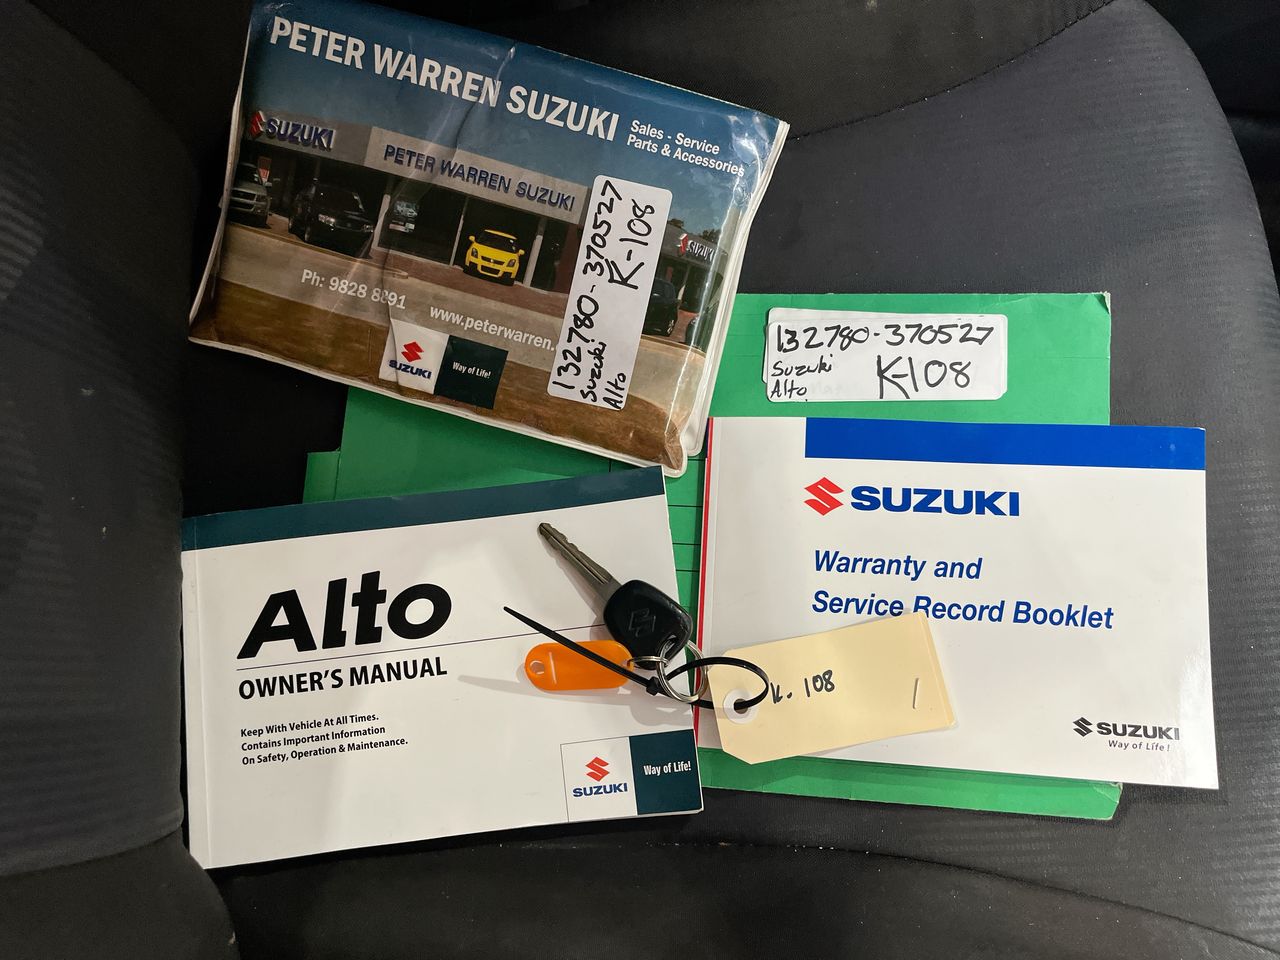 PETER WARREN SUZUKI
Sales - Service
Parts & Accessories
SUZUKI
PETER WARREN SUZUKI
SUZUKI
Ph: 9828 8891
www.peterwarren.
SUZUKI
Way of Life!
132780-370527
Suzuki
Alto
K-108
132780-370527
Suzuki
Alto
K-108
SUZUKI
Warranty and
Service Record Booklet
SUZUKI
Way of Life!
Alto
OWNER'S MANUAL
Keep With Vehicle At All Times.
Contains Important Information
On Safety, Operation & Maintenance.
SUZUKI
Way of Life!
K. 108